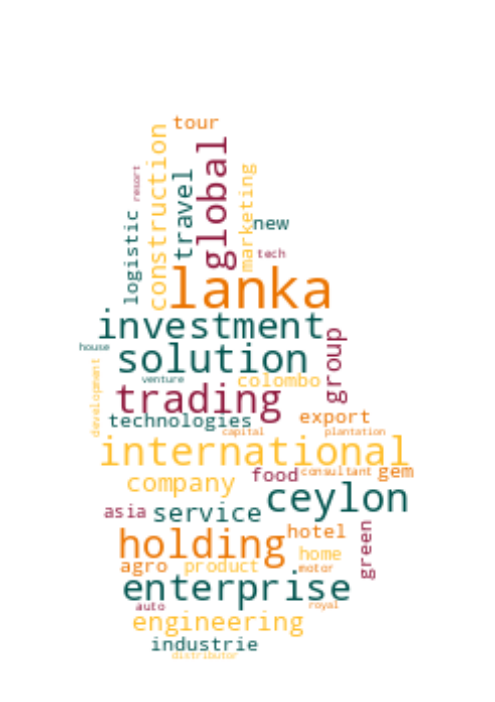 tour
construction
global
travel
resort
marketing
logistic
new
tech
lanka
investment
group
house
solution
development
venture
colombo
trading
technologies
export
capital
plantation
international
food
consultant
gem
company
ceylon
asia
service
green
holding
hotel
home
agro
product
motor
enterprise
auto
royal
engineering
industrie
distributor